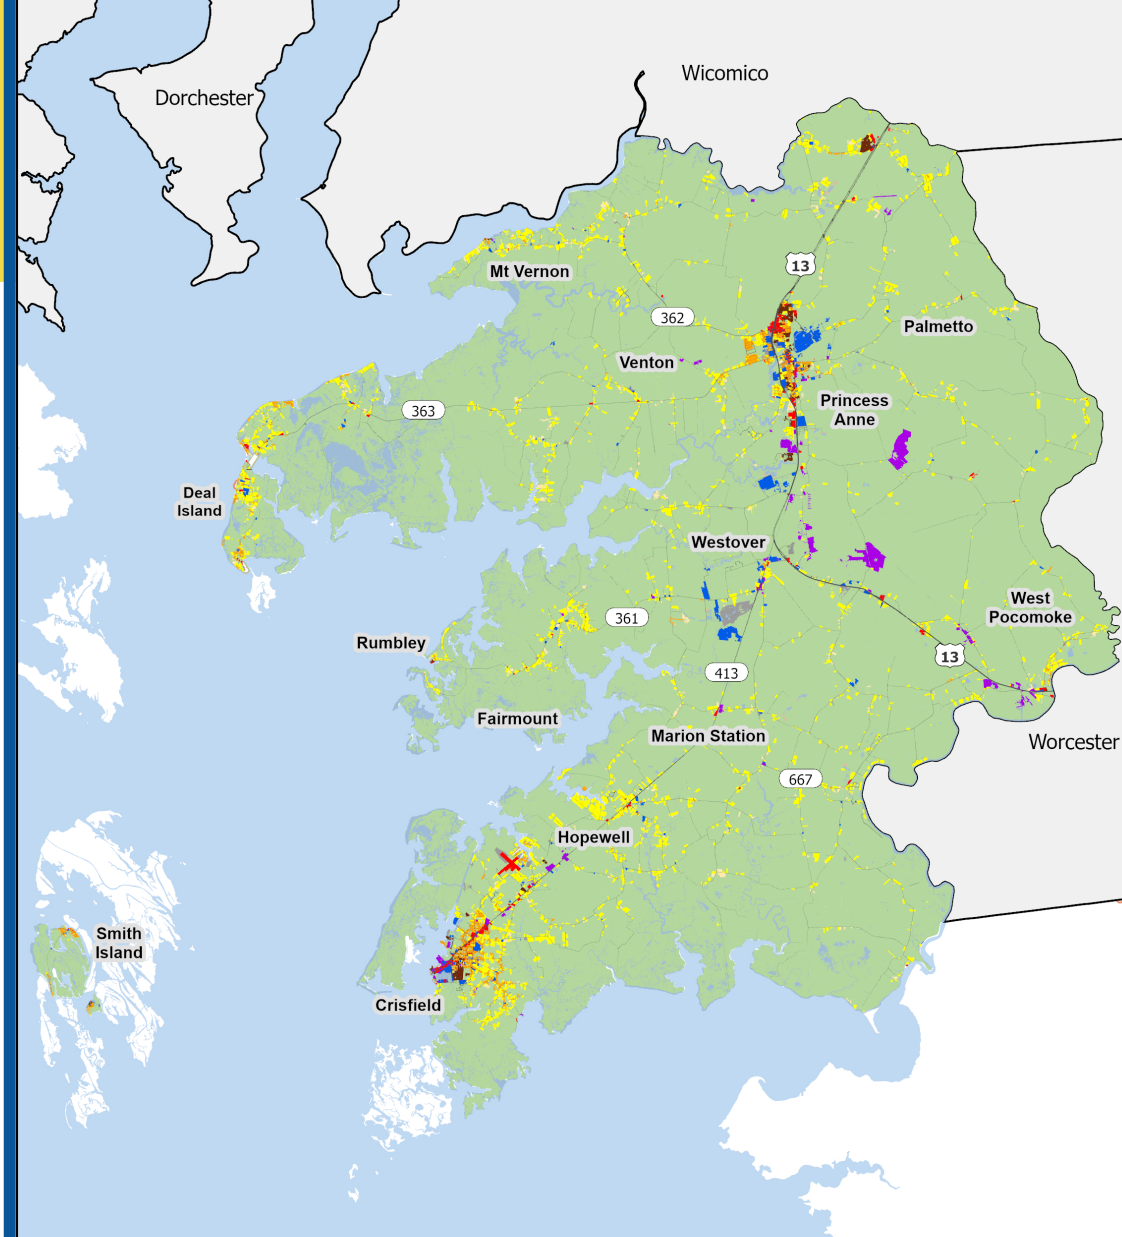 Wicomico
Dorchester
13
Mt Vernon
362
Palmetto
Venton
Princess
Anne
363
Deal
Island
Westover
West
Pocomoke
361
Rumbley
13
413
Fairmount
Marion Station
Worcester
667
Hopewell
Smith
Island
Crisfield